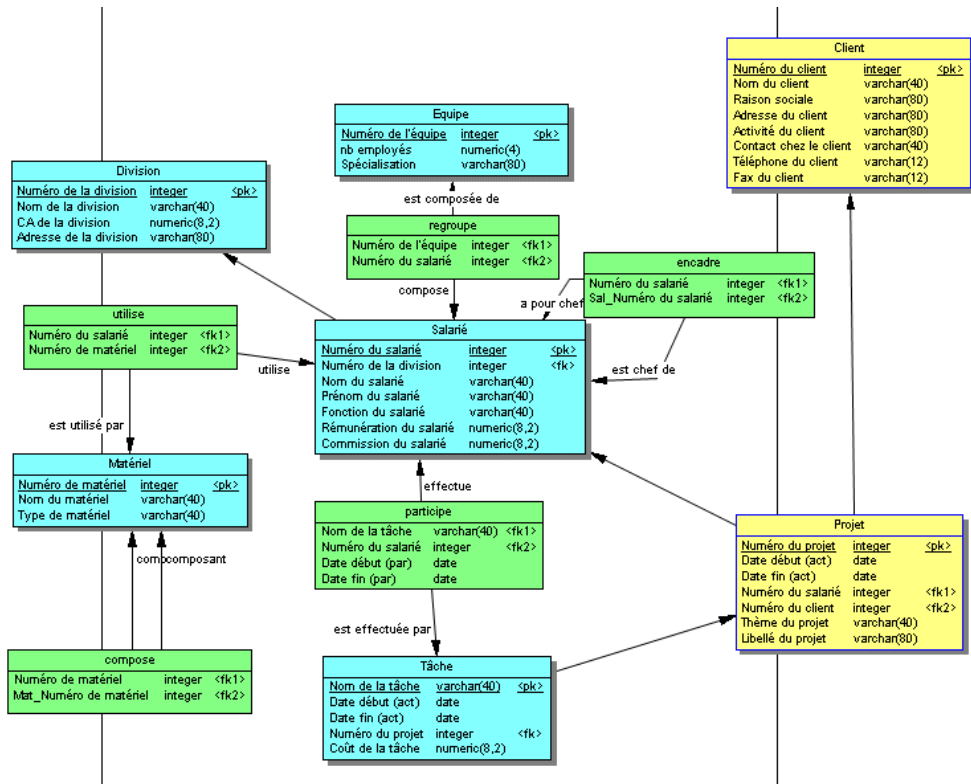 Client
Numéro du client integer <pk>
Nom du client varchar(40)
Raison sociale varchar(80)
Adresse du client varchar(80)
Activité du client varchar(80)
Contact chez le client varchar(40)
Téléphone du client varchar(12)
Fax du client varchar(12)
Equipe
Numéro de l'équipe integer <pk>
nb employés numeric(4)
Spécialisation varchar(80)
Division
Numéro de la division integer <pk>
Nom de la division varchar(40)
CA de la division numeric(8,2)
Adresse de la division varchar(80)
est composée de
regroupe
Numéro de l'équipe integer <fk1>
Numéro du salarié integer <fk2>
compose
encadre
Numéro du salarié integer <fk1>
Sal_Numéro du salarié integer <fk2>
a pour chef
est chef de
utilise
Numéro du salarié integer <fk1>
Numéro de matériel integer <fk2>
utilise
est utilisé par
Salarié
Numéro du salarié integer <pk>
Numéro de la division integer <fk>
Nom du salarié varchar(40)
Prénom du salarié varchar(40)
Fonction du salarié varchar(40)
Rémunération du salarié numeric(8,2)
Commission du salarié numeric(8,2)
Matériel
Numéro de matériel integer <pk>
Nom du matériel varchar(40)
Type de matériel varchar(40)
effectue
participe
Nom de la tâche varchar(40) <fk1>
Numéro du salarié integer <fk2>
Date début (par) date
Date fin (par) date
est effectuée par
Projet
Numéro du projet integer <pk>
Date début (act) date
Date fin (act) date
Numéro du salarié integer <fk1>
Numéro du client integer <fk2>
Thème du projet varchar(40)
Libellé du projet varchar(80)
composant
compose
Numéro de matériel integer <fk1>
Mat_Numéro de matériel integer <fk2>
Tâche
Nom de la tâche varchar(40) <pk>
Date début (act) date
Date fin (act) date
Numéro du projet integer <fk>
Coût de la tâche numeric(8,2)